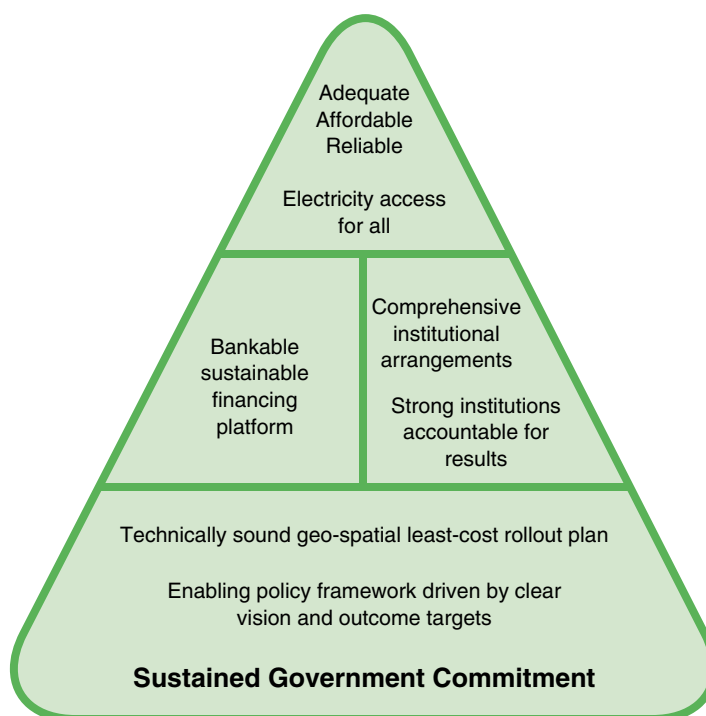 Adequate
Affordable
Reliable
Electricity access
for all
Bankable
sustainable
financing
platform
Comprehensive
institutional
arrangements
Strong institutions
accountable for
results
Technically sound geo-spatial least-cost rollout plan
Enabling policy framework driven by clear
vision and outcome targets
Sustained Government Commitment